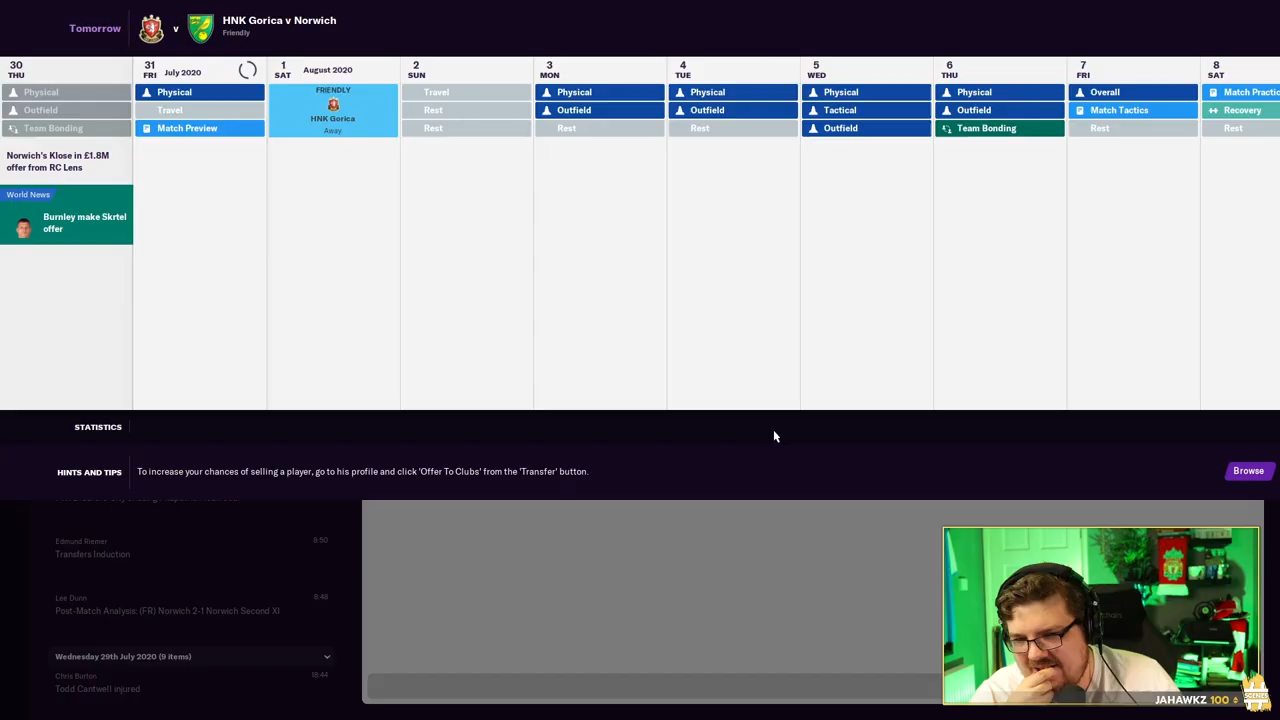 Tomorrow
v
HNK Gorica v Norwich
Friendly
30
THU
31
FRI
July 2020
1
SAT
August 2020
2
SUN
3
MON
4
TUE
5
WED
6
THU
7
FRI
8
SAT
Physical
Physical
FRIENDLY
Travel
Physical
Physical
Physical
Physical
Overall
Match Practic
Outfield
Travel
HNK Gorica
Rest
Outfield
Outfield
Tactical
Outfield
Match Tactics
Recovery
Team Bonding
Match Preview
Away
Rest
Rest
Rest
Outfield
Team Bonding
Rest
Rest
Norwich's Klose in £1.8M
offer from RC Lens
World News
Burnley make Skrtel
offer
STATISTICS
HINTS AND TIPS
To increase your chances of selling a player, go to his profile and click 'Offer To Clubs' from the 'Transfer' button.
Browse
Edmund Riemer
8:50
Transfers Induction
Lee Dunn
8:48
Post-Match Analysis: (FR) Norwich 2-1 Norwich Second XI
Wednesday 29th July 2020 (9 items)
Chris Burton
18:44
Todd Cantwell injured
JAHAWKZ 100